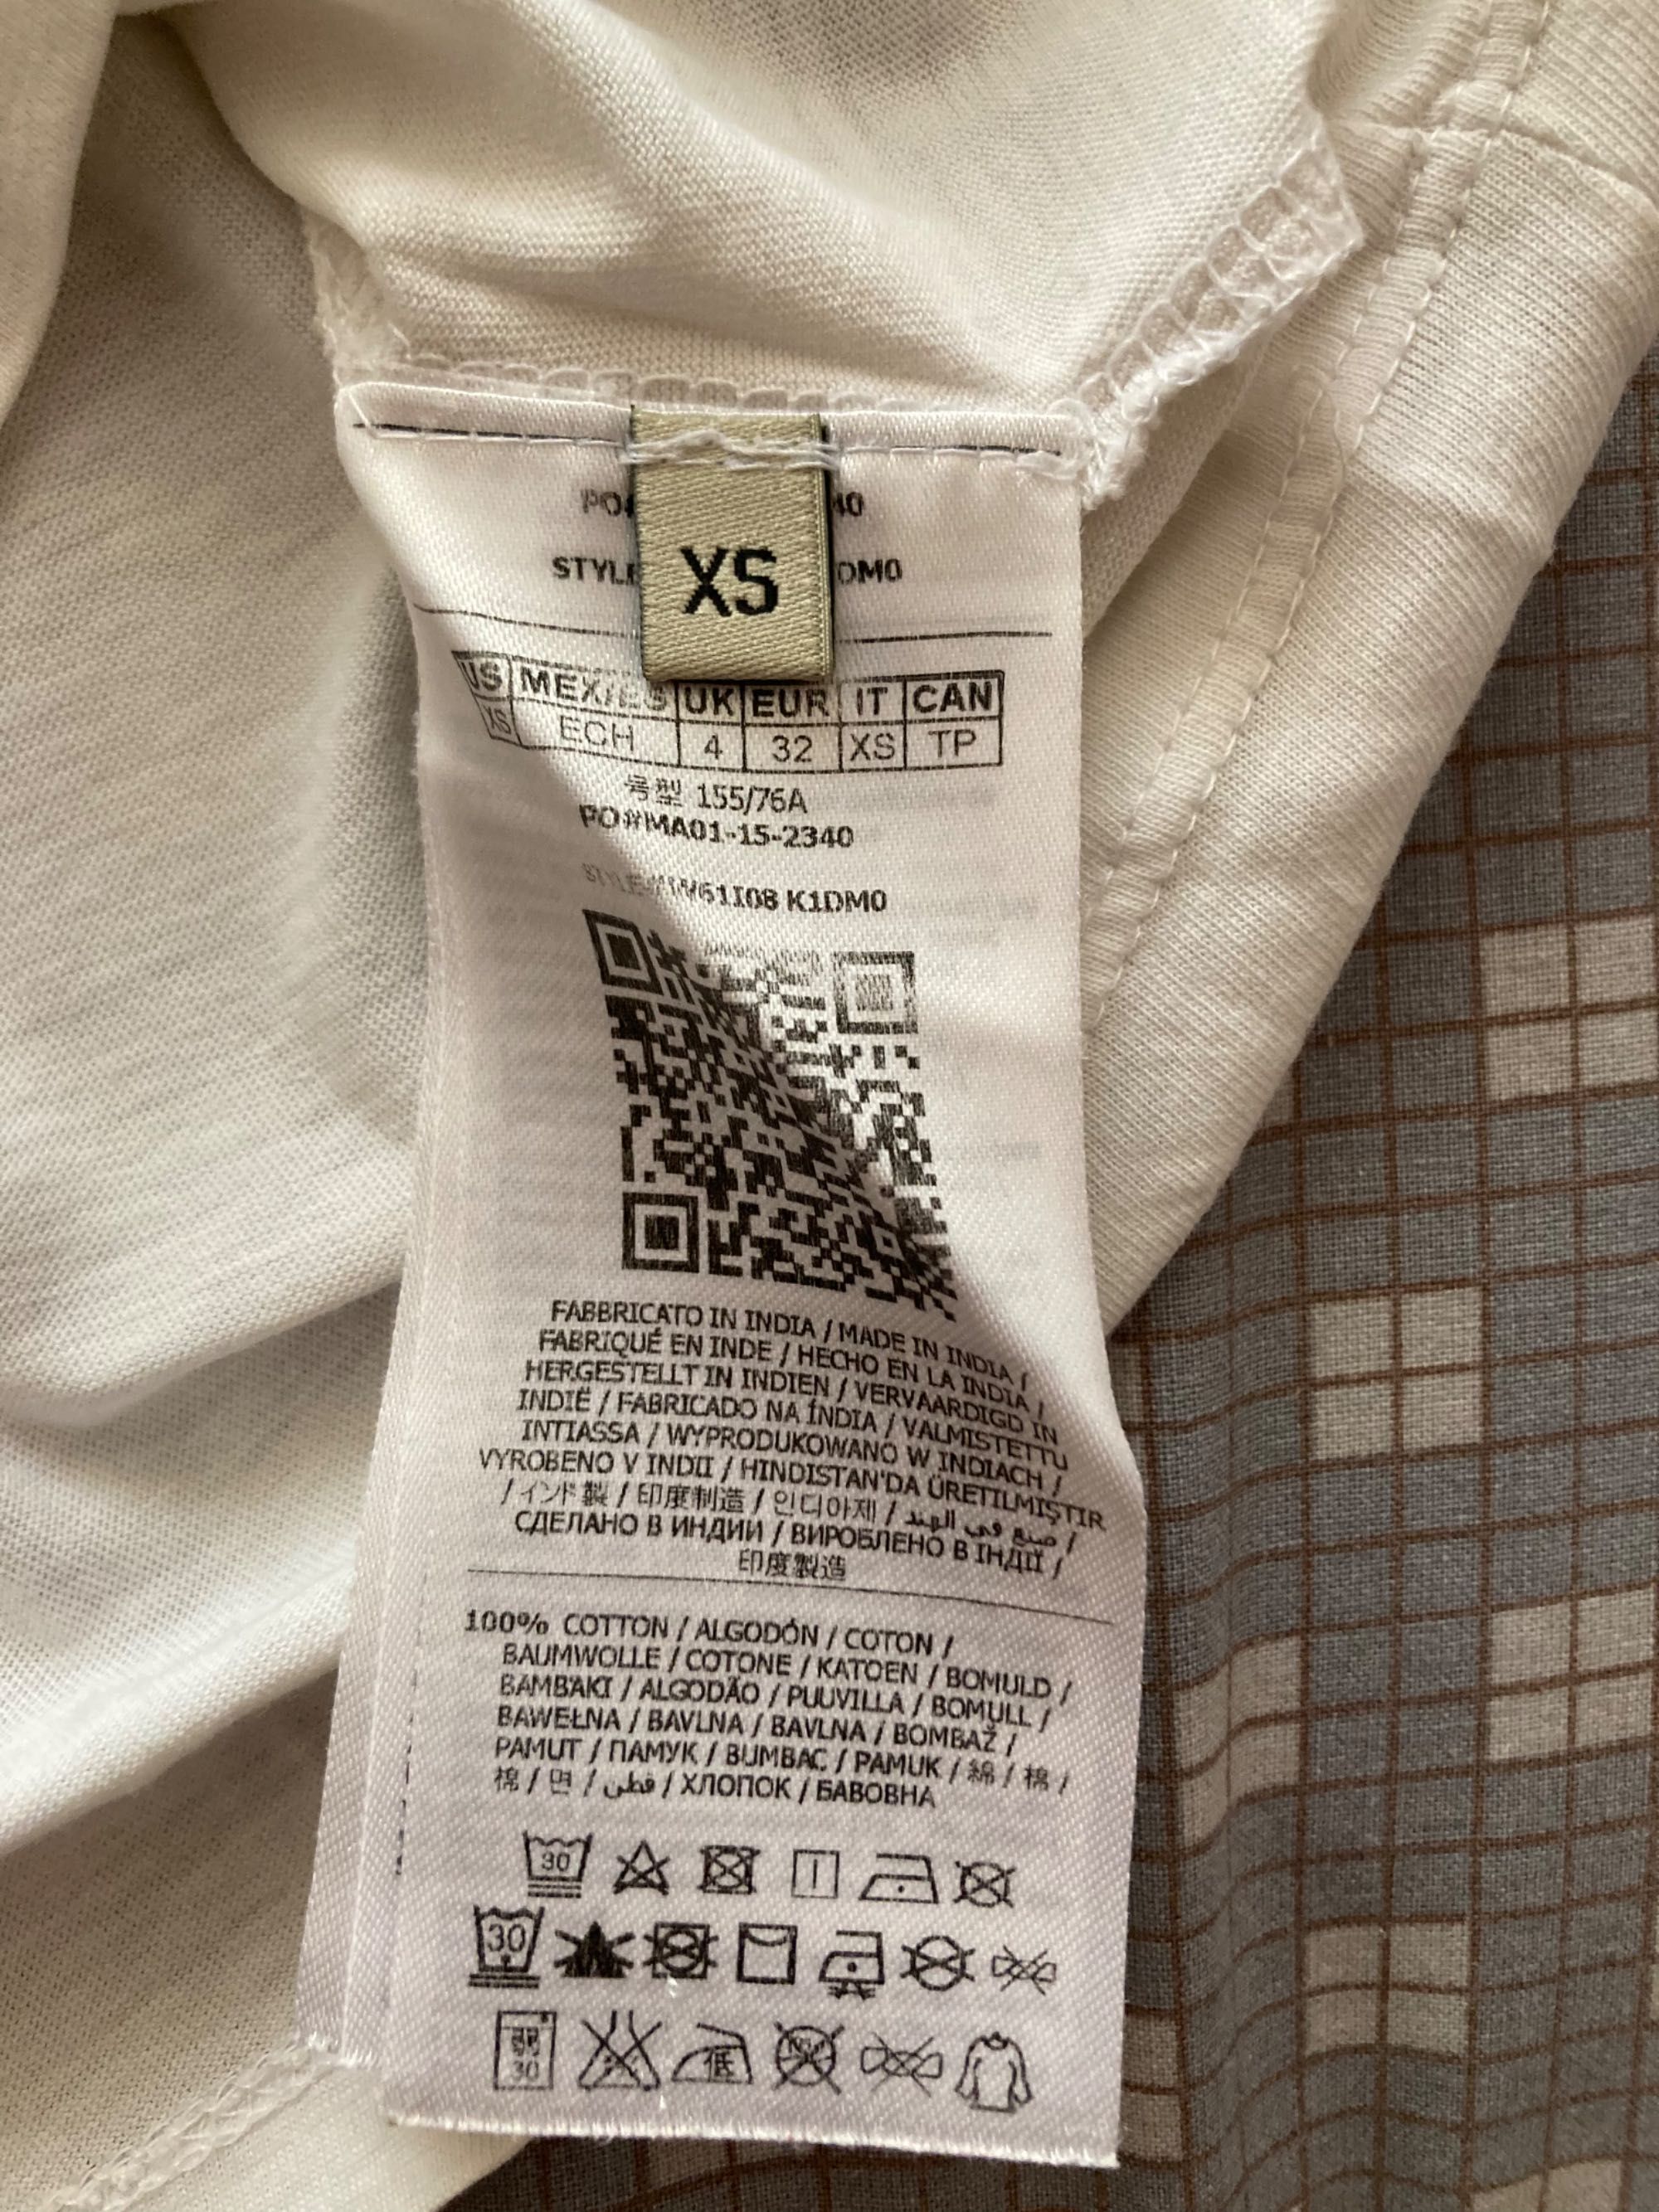 XS
40
DM0
US MEXI UK EUR IT CAN
ECH 4 32 XS TP
号型 155/76A
PO#MA01-15-2340
STYLE#W61I08 K1DM0
FABBRICATO IN INDIA / MADE IN INDIA /
FABRIQUÉ EN INDE / HECHO EN LA INDIA /
HERGESTELLT IN INDIEN / VERVAARDIGD IN
INDIË / FABRICADO NA ÍNDIA / VALMISTETTU
INTIASSA / WYPRODUKOWANO W INDIACH /
VYROBENO V INDII / HINDISTAN'DA ÜRETILMIŞTIR
/ インド製 / 印度制造 / 인디아제 / صنع في الهند /
СДЕЛАНО В ИНДИИ / ВИРОБЛЕНО В ІНДІЇ /
印度製造
100% COTTON / ALGODÓN / COTON /
BAUMWOLLE / COTONE / KATOEN / BOMULD /
BAMBAKI / ALGODÃO / PUUVILLA / BOMULL /
BAWEŁNA / BAVLNA / BAVLNA / BOMBAŽ /
PAMUT / ПАМУК / BUMBAC / PAMUK / 綿 / 棉 /
棉 / 면 / قطن / ХЛОПОК / БАВОВНА
30
30
30 低